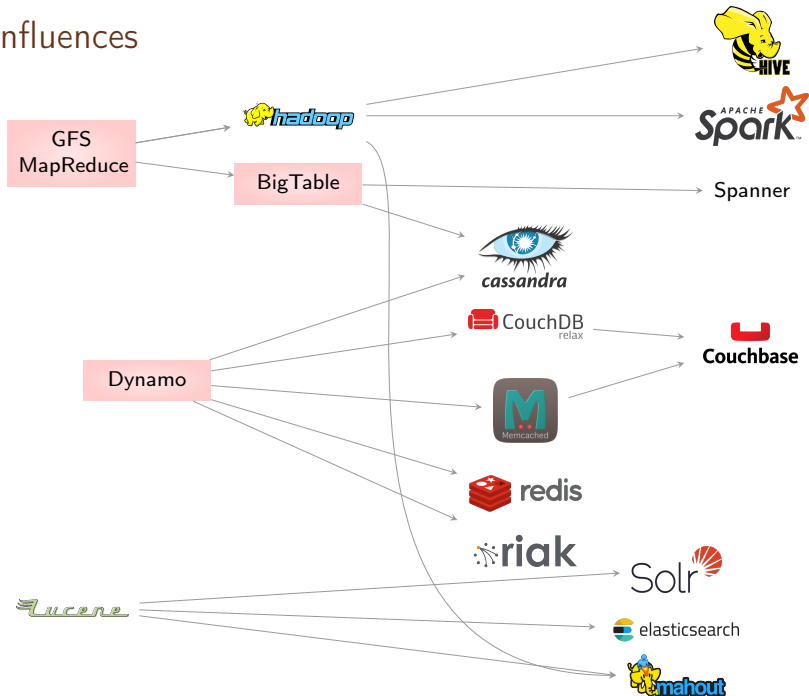 nfluences
HIVE
hadoop
APACHE
Spark™
GFS
MapReduce
BigTable
Spanner
cassandra
CouchDB
relax
Couchbase
Dynamo
M
Memcached
redis
riak
Solr
Lucene
elasticsearch
mahout